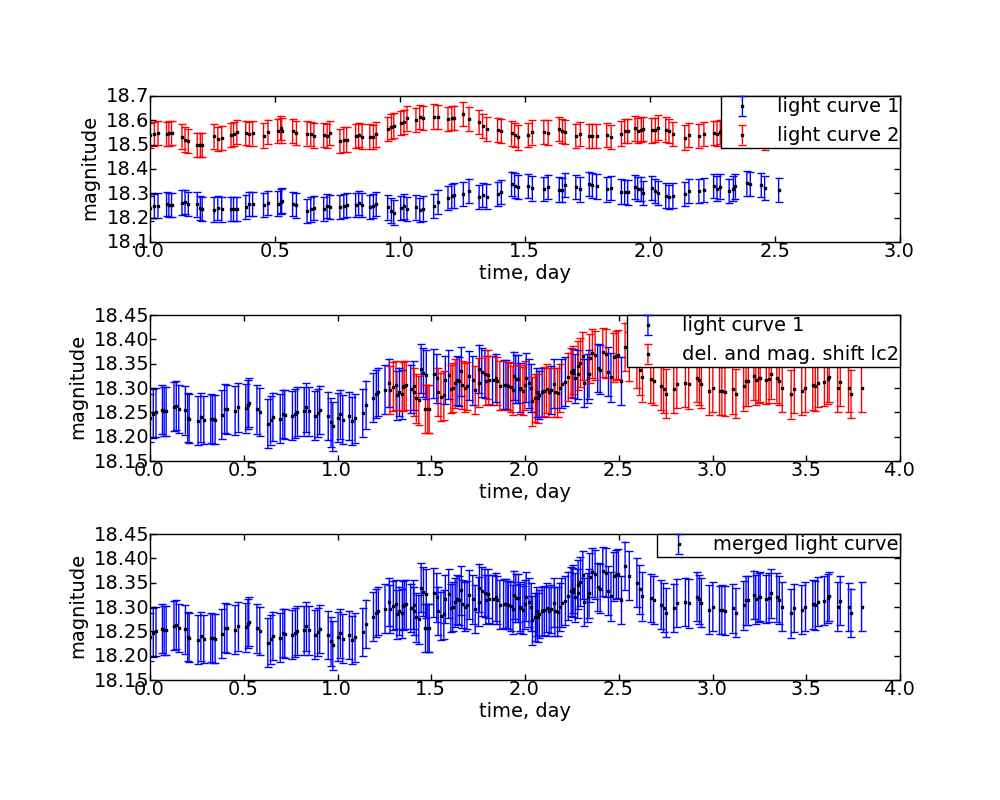 18.7
18.6
18.5
18.4
18.3
18.2
18.1
magnitude
light curve 1
light curve 2
0.0 0.5 1.0 1.5 2.0 2.5 3.0
time, day
18.45
18.40
18.35
18.30
18.25
18.20
18.15
magnitude
light curve 1
del. and mag. shift lc2
0.0 0.5 1.0 1.5 2.0 2.5 3.0 3.5 4.0
time, day
18.45
18.40
18.35
18.30
18.25
18.20
18.15
magnitude
merged light curve
0.0 0.5 1.0 1.5 2.0 2.5 3.0 3.5 4.0
time, day